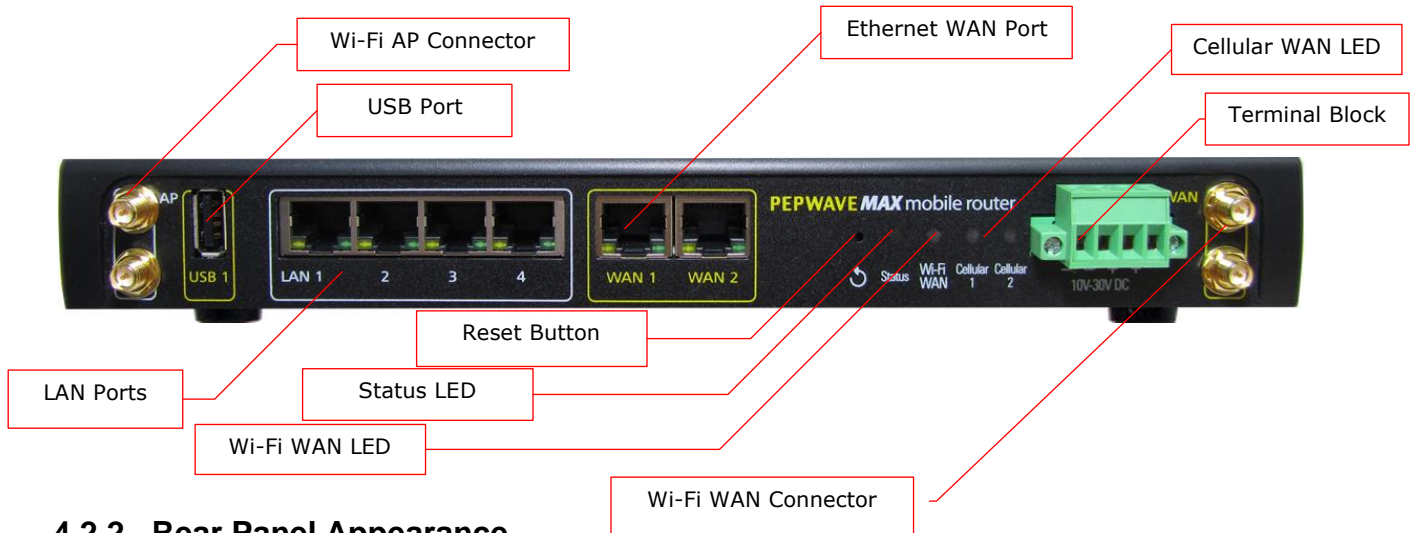 Wi-Fi AP Connector
Ethernet WAN Port
Cellular WAN LED
USB Port
Terminal Block
AP
USB 1
LAN 1 2 3 4
WAN 1 WAN 2
PEPWAVE MAX mobile router
Status
Wi-Fi WAN
Cellular 1
Cellular 2
10V-30V DC
Reset Button
LAN Ports
Status LED
Wi-Fi WAN LED
Wi-Fi WAN Connector
4.2.2 Rear Panel Appearance